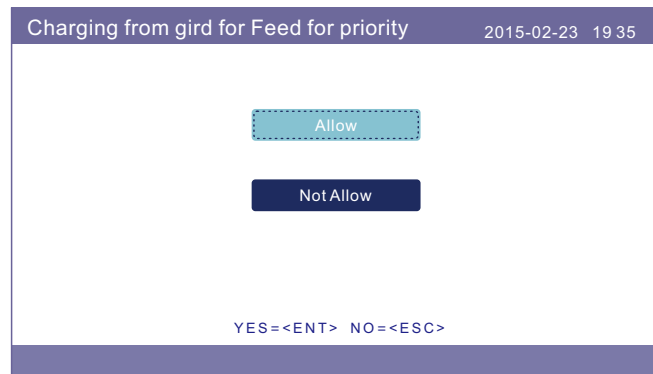 Charging from gird for Feed for priority 2015-02-23 19 35
Allow
Not Allow
YES=<ENT> NO=<ESC>